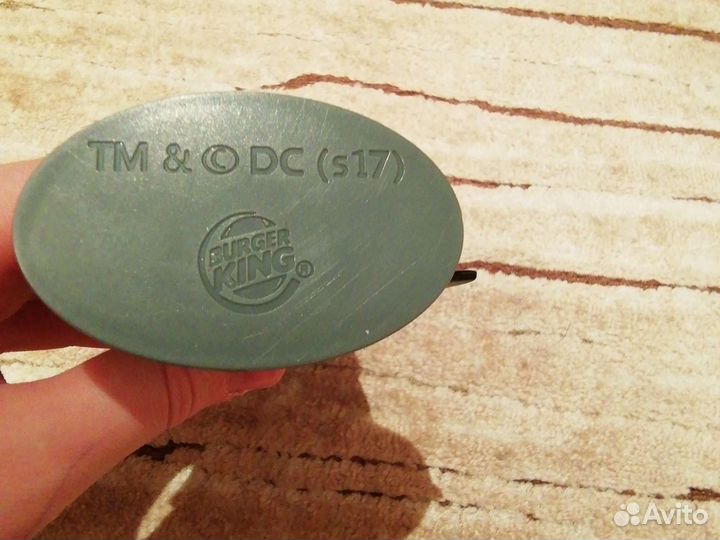 TM & © DC (s17)
BURGER
KING®
Avito